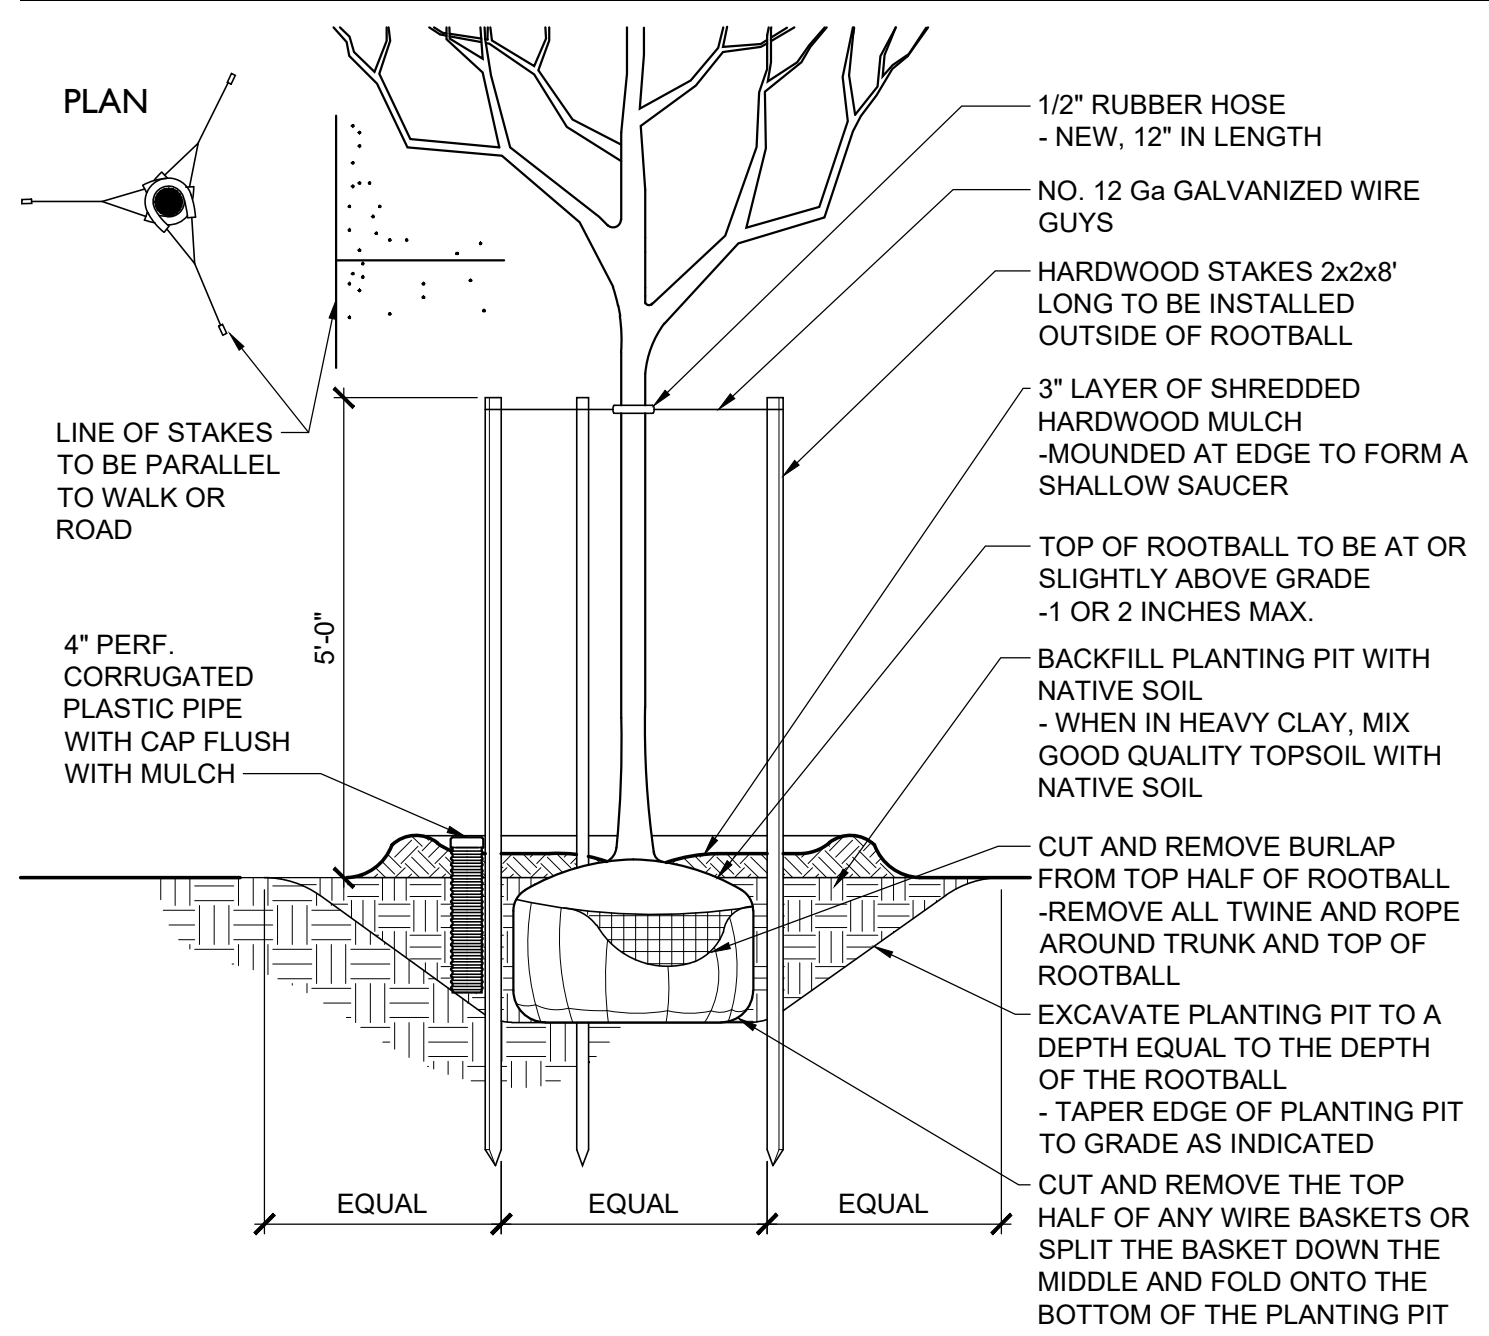 PLAN
LINE OF STAKES
TO BE PARALLEL
TO WALK OR
ROAD
5'-0"
4" PERF.
CORRUGATED
PLASTIC PIPE
WITH CAP FLUSH
WITH MULCH
1/2" RUBBER HOSE
- NEW, 12" IN LENGTH
NO. 12 Ga GALVANIZED WIRE
GUYS
HARDWOOD STAKES 2x2x8'
LONG TO BE INSTALLED
OUTSIDE OF ROOTBALL
3" LAYER OF SHREDDED
HARDWOOD MULCH
-MOUNDED AT EDGE TO FORM A
SHALLOW SAUCER
TOP OF ROOTBALL TO BE AT OR
SLIGHTLY ABOVE GRADE
-1 OR 2 INCHES MAX.
BACKFILL PLANTING PIT WITH
NATIVE SOIL
- WHEN IN HEAVY CLAY, MIX
GOOD QUALITY TOPSOIL WITH
NATIVE SOIL
CUT AND REMOVE BURLAP
FROM TOP HALF OF ROOTBALL
-REMOVE ALL TWINE AND ROPE
AROUND TRUNK AND TOP OF
ROOTBALL
EXCAVATE PLANTING PIT TO A
DEPTH EQUAL TO THE DEPTH
OF THE ROOTBALL
- TAPER EDGE OF PLANTING PIT
TO GRADE AS INDICATED
CUT AND REMOVE THE TOP
HALF OF ANY WIRE BASKETS OR
SPLIT THE BASKET DOWN THE
MIDDLE AND FOLD ONTO THE
BOTTOM OF THE PLANTING PIT
EQUAL
EQUAL
EQUAL